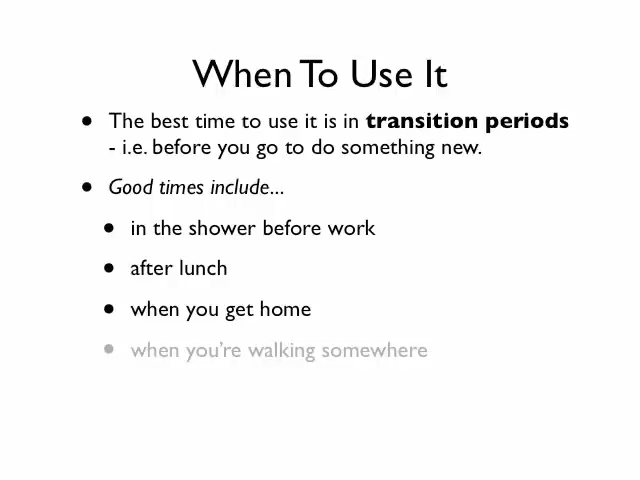 When To Use It
• The best time to use it is in transition periods
- i.e. before you go to do something new.
• Good times include...
• in the shower before work
• after lunch
• when you get home
• when you're walking somewhere